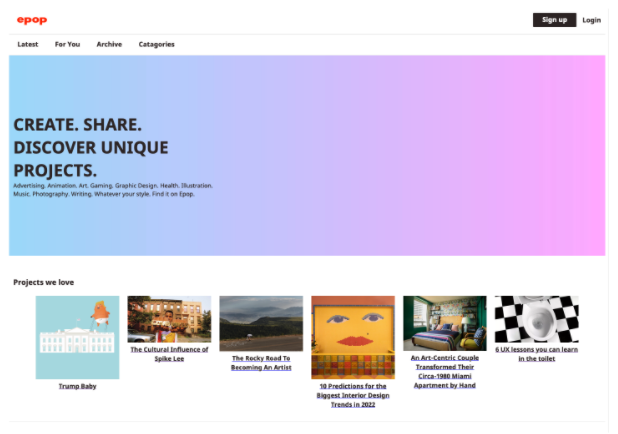 epop
Sign up
Login
Latest
For You
Archive
Catagories
CREATE. SHARE.
DISCOVER UNIQUE
PROJECTS.
Advertising. Animation. Art. Gaming. Graphic Design. Health. Illustration.
Music. Photography. Writing. Whatever your style. Find it on Epop.
Projects we love
Trump Baby
The Cultural Influence of
Spike Lee
The Rocky Road To
Becoming An Artist
10 Predictions for the
Biggest Interior Design
Trends in 2022
An Art-Centric Couple
Transformed Their
Circa-1980 Miami
Apartment by Hand
6 UX lessons you can learn
in the toilet